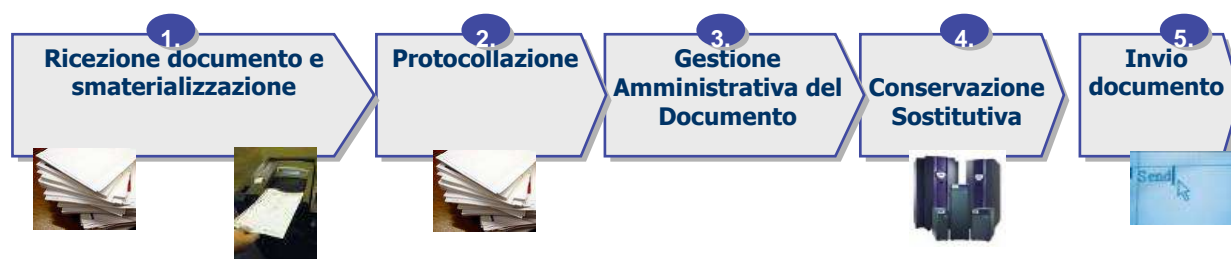 1.
Ricezione documento e
smaterializzazione
2.
Protocollazione
3.
Gestione
Amministrativa del
Documento
4.
Conservazione
Sostitutiva
5.
Invio
documento
Send